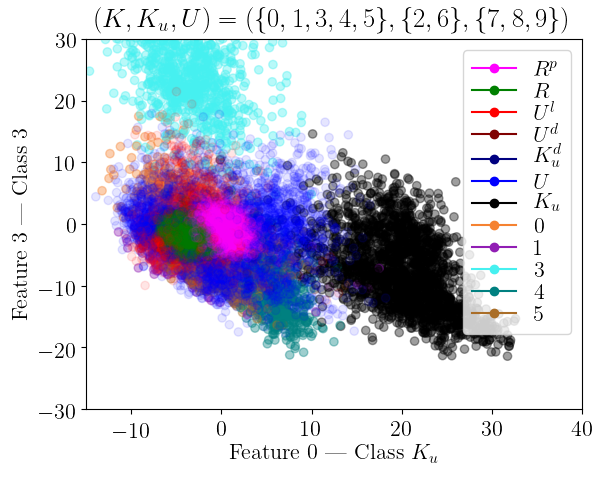 (K, K_u, U) = ({0, 1, 3, 4, 5}, {2, 6}, {7, 8, 9})
30
20
10
0
−10
−20
−30
Feature 3 — Class 3
R^p
R
U^l
U^d
K_u^d
U
K_u
0
1
3
4
5
−10 0 10 20 30 40
Feature 0 — Class K_u